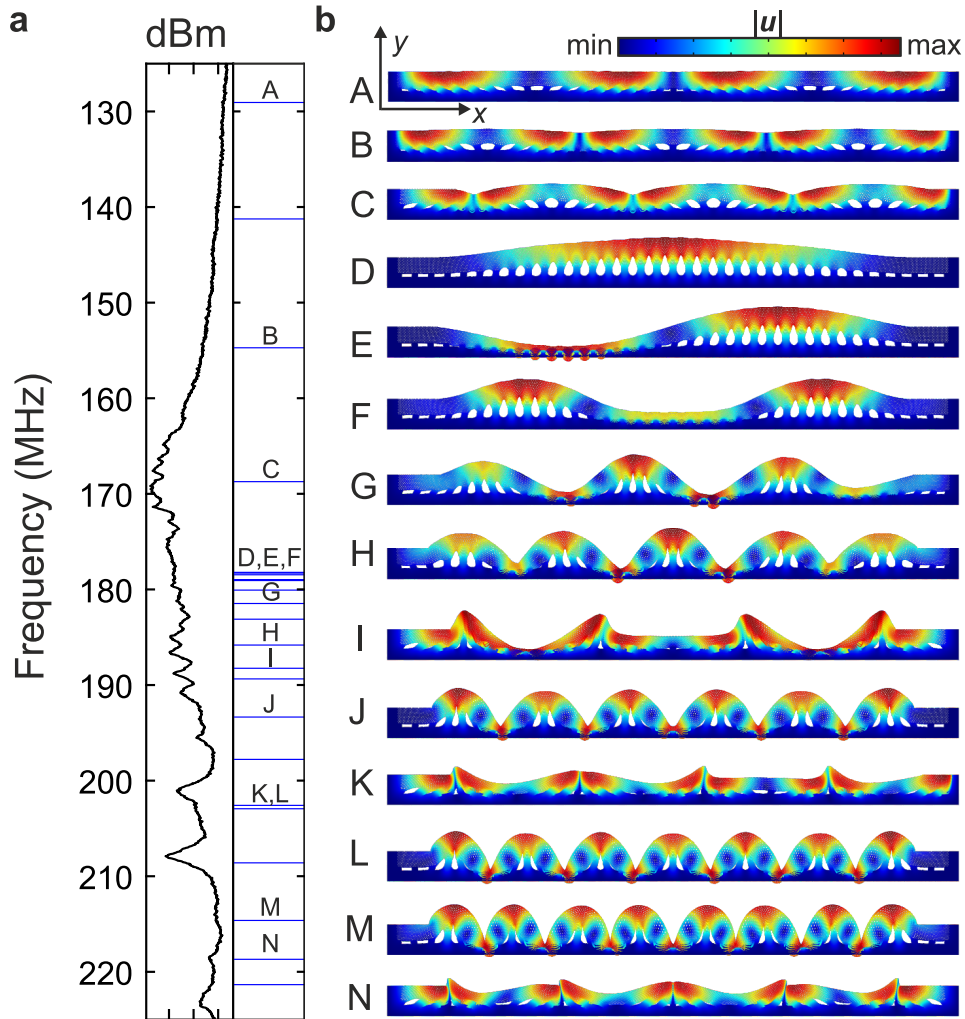 a
dBm
Frequency (MHz)
130
140
150
160
170
180
190
200
210
220
A
B
C
D,E,F
G
H
I
J
K,L
M
N
b
|u|
min
max
y
x
A
B
C
D
E
F
G
H
I
J
K
L
M
N